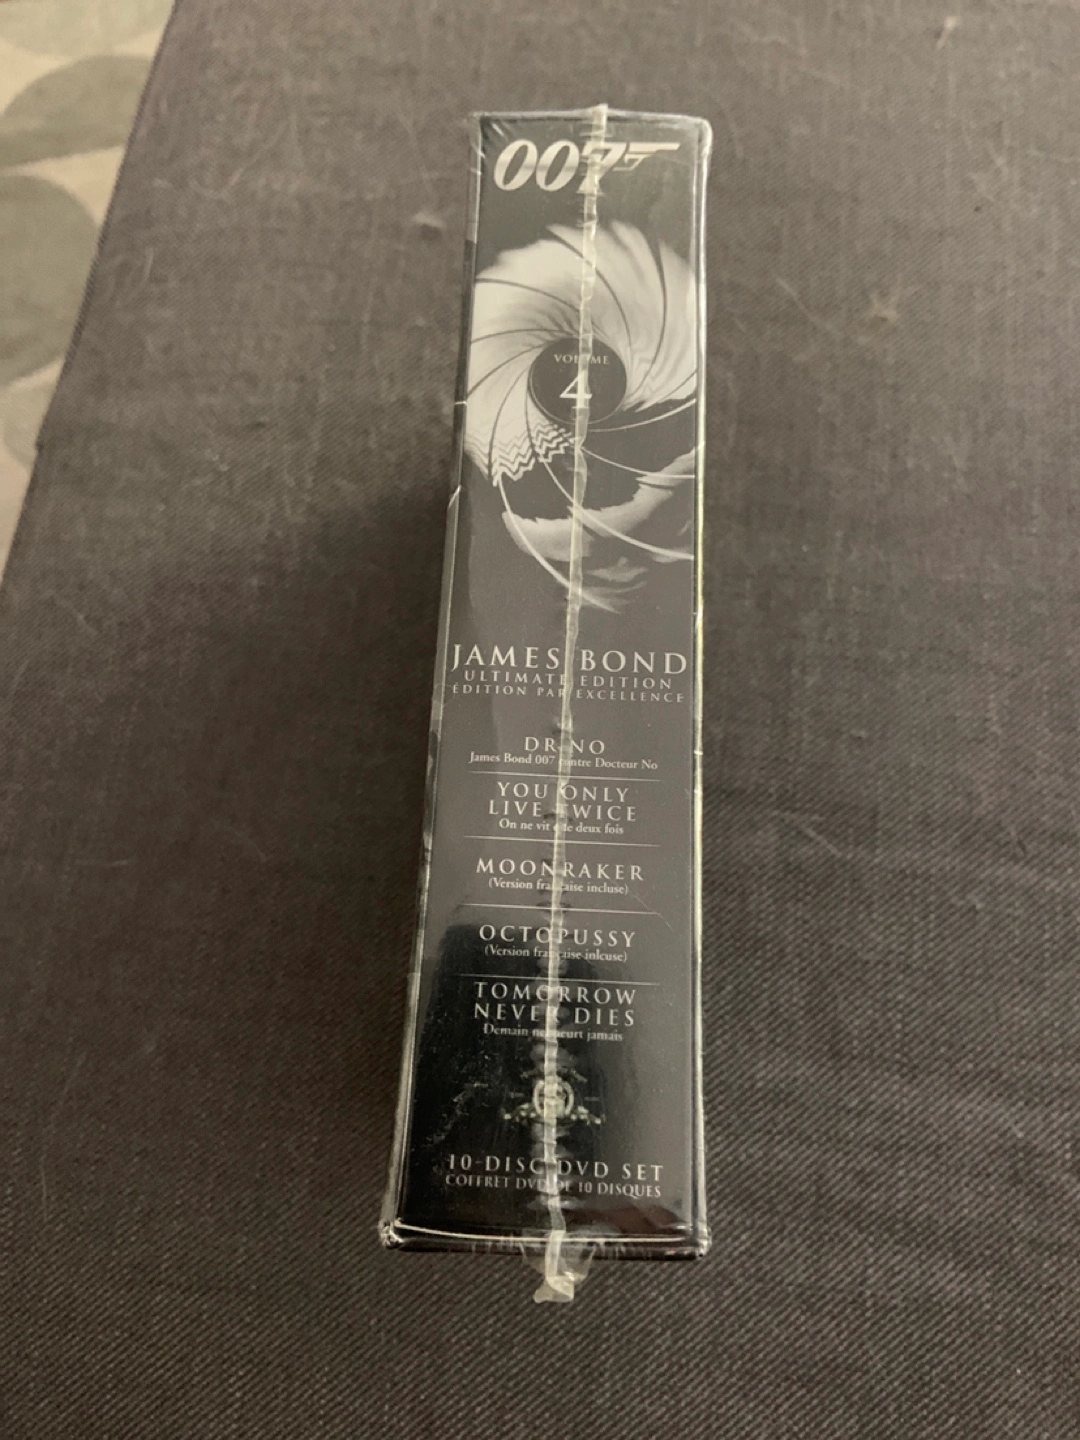 007
VOLUME
4
JAMES BOND
ULTIMATE EDITION
ÉDITION PAR EXCELLENCE
DR NO
James Bond 007 contre Docteur No
YOU ONLY
LIVE TWICE
On ne vit que de deux fois
MOONRAKER
(Version française incluse)
OCTOPUSSY
(Version française inlcuse)
TOMORROW
NEVER DIES
Demain ne meurt jamais
10-DISC DVD SET
COFFRET DVD DE 10 DISQUES